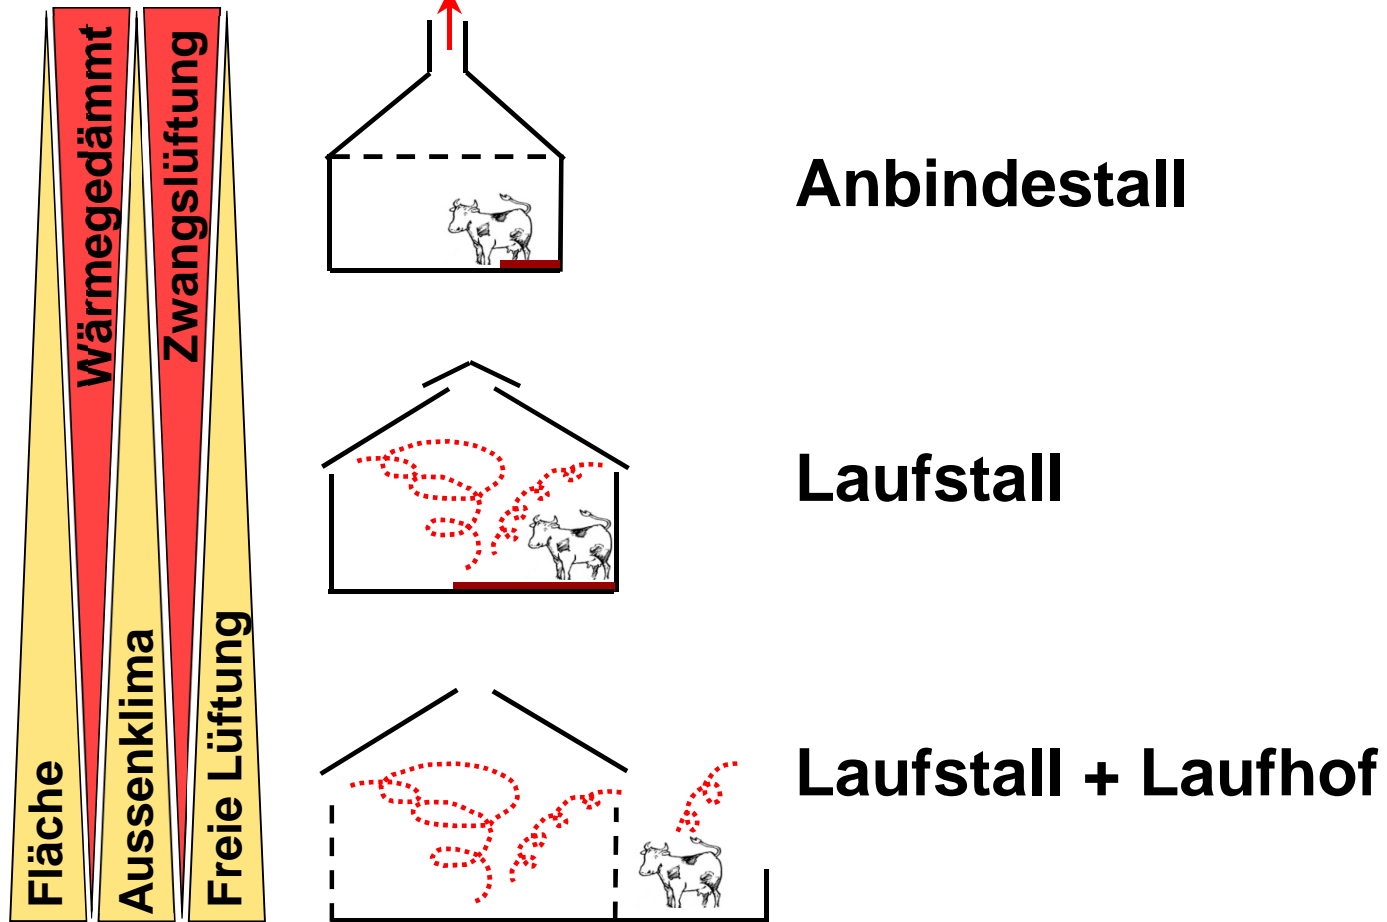 Fläche
Wärmegedämmt
Aussenklima
Zwangslüftung
Freie Lüftung
Anbindestall
Laufstall
Laufstall + Laufhof